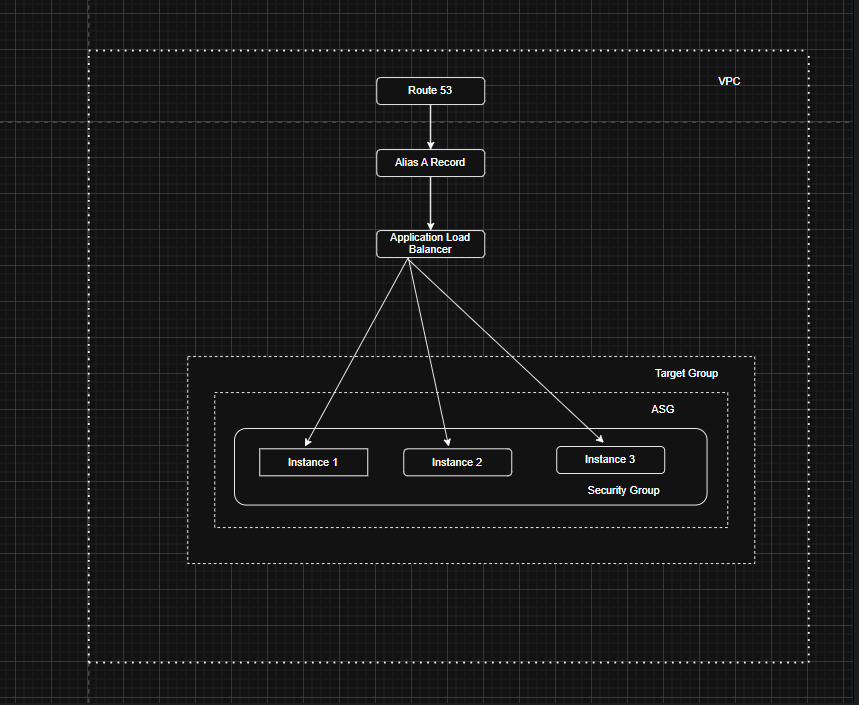 VPC
Route 53
Alias A Record
Application Load
Balancer
Target Group
ASG
Instance 1
Instance 2
Instance 3
Security Group